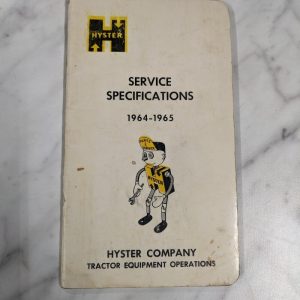 HYSTER
SERVICE
SPECIFICATIONS
1964-1965
HYSTER COMPANY
TRACTOR EQUIPMENT OPERATIONS